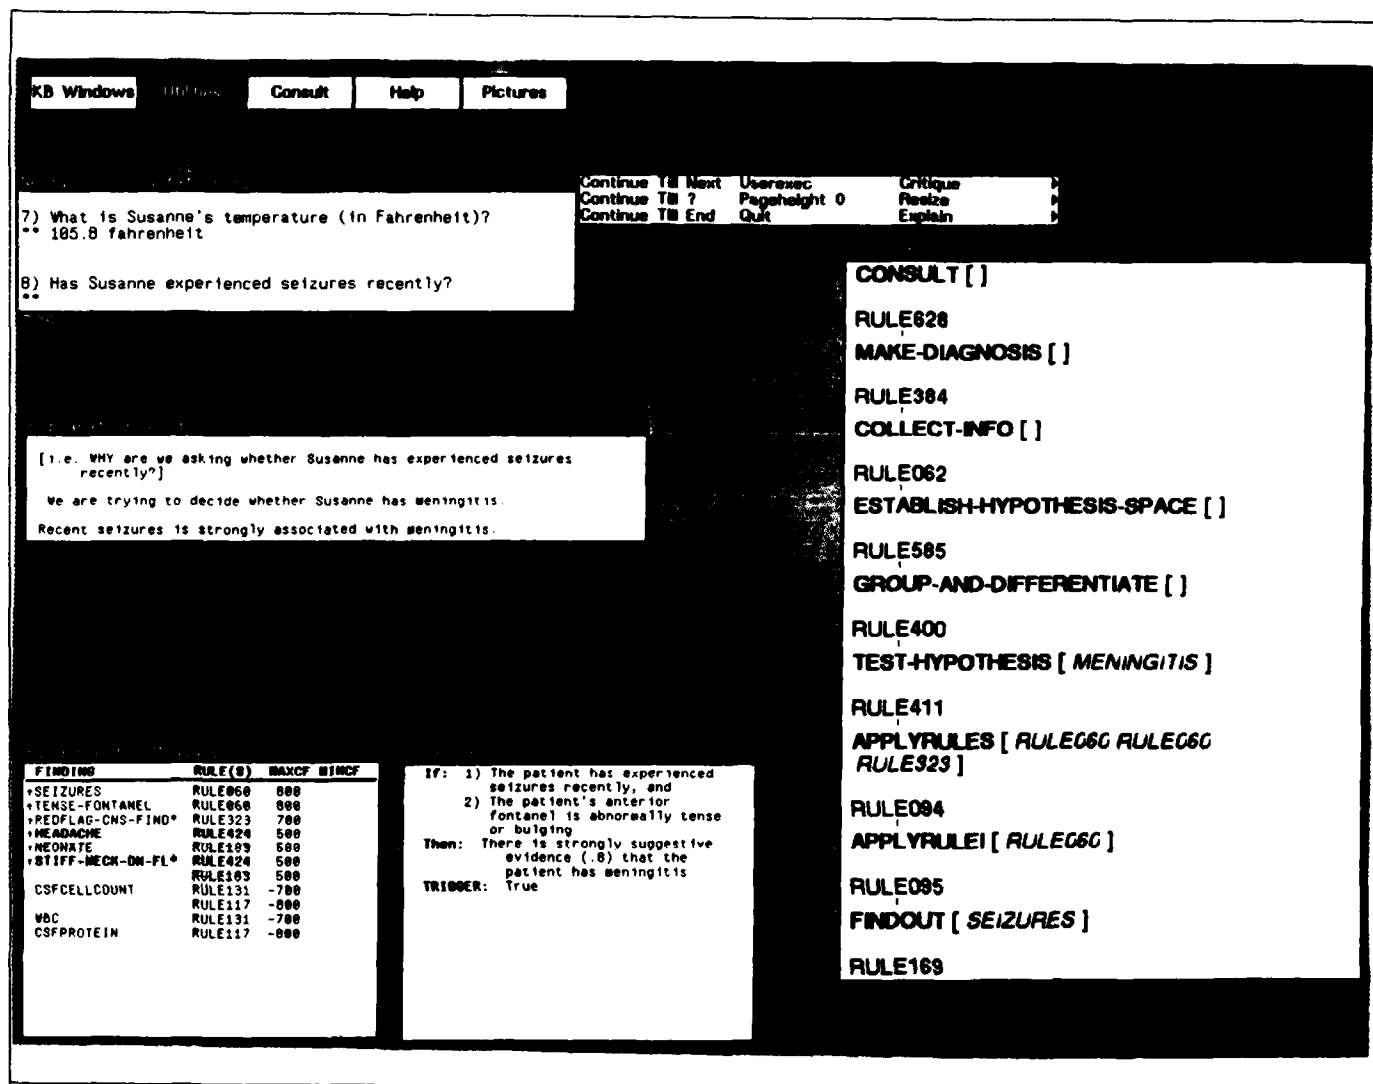 KB Windows Utilities Consult Help Pictures
Continue Till Next Userexec Critique
Continue Till ? Pageheight 0 Resize
Continue Till End Quit Explain
7) What is Susanne's temperature (in Fahrenheit)?
** 105.8 fahrenheit
8) Has Susanne experienced seizures recently?
**
[i.e. WHY are we asking whether Susanne has experienced seizures
recently?]
We are trying to decide whether Susanne has meningitis.
Recent seizures is strongly associated with meningitis.
FINDING RULE(S) MAXCF MINCF
+SEIZURES RULE060 800
+TENSE-FONTANEL RULE060 800
+REDFLAG-CNS-FIND* RULE323 700
+HEADACHE RULE424 500
+NEONATE RULE103 500
+STIFF-NECK-ON-FL* RULE424 500
RULE103 500
CSFCELLCOUNT RULE131 -700
RULE117 -800
WBC RULE131 -700
CSFPROTEIN RULE117 -800
If: 1) The patient has experienced
seizures recently, and
2) The patient's anterior
fontanel is abnormally tense
or bulging
Then: There is strongly suggestive
evidence (.8) that the
patient has meningitis
TRIGGER: True
CONSULT [ ]
RULE628
MAKE-DIAGNOSIS [ ]
RULE384
COLLECT-INFO [ ]
RULE062
ESTABLISH-HYPOTHESIS-SPACE [ ]
RULE585
GROUP-AND-DIFFERENTIATE [ ]
RULE400
TEST-HYPOTHESIS [ MENINGITIS ]
RULE411
APPLYRULES [ RULE060 RULE060
RULE323 ]
RULE094
APPLYRULEI [ RULE060 ]
RULE095
FINDOUT [ SEIZURES ]
RULE169